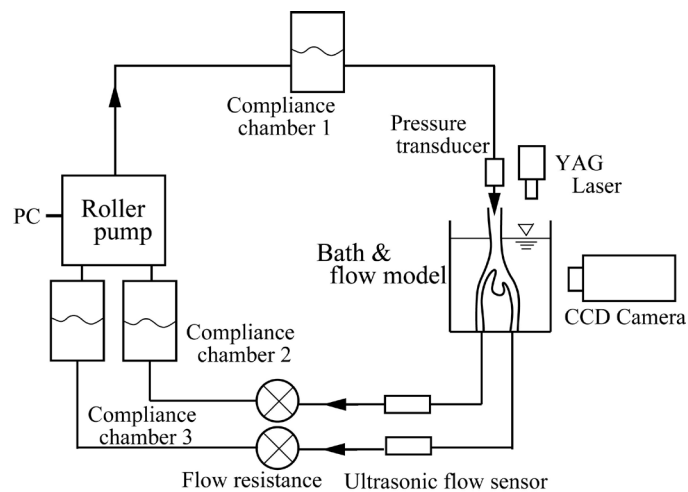 Compliance
chamber 1
Pressure
transducer
YAG
Laser
PC
Roller
pump
Bath &
flow model
CCD Camera
Compliance
chamber 2
Compliance
chamber 3
Flow resistance
Ultrasonic flow sensor